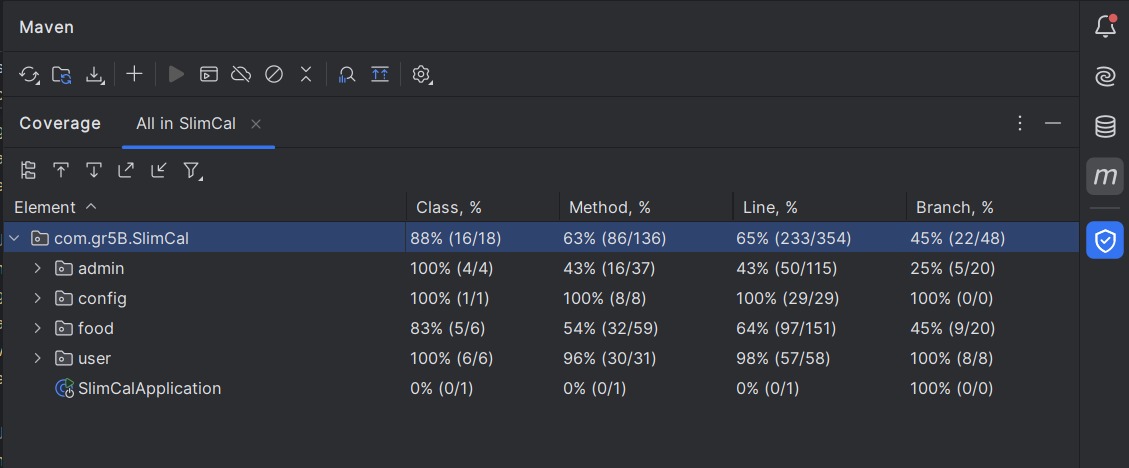 Maven
Coverage All in SlimCal
Element Class, % Method, % Line, % Branch, %
com.gr5B.SlimCal 88% (16/18) 63% (86/136) 65% (233/354) 45% (22/48)
admin 100% (4/4) 43% (16/37) 43% (50/115) 25% (5/20)
config 100% (1/1) 100% (8/8) 100% (29/29) 100% (0/0)
food 83% (5/6) 54% (32/59) 64% (97/151) 45% (9/20)
user 100% (6/6) 96% (30/31) 98% (57/58) 100% (8/8)
SlimCalApplication 0% (0/1) 0% (0/1) 0% (0/1) 100% (0/0)
m